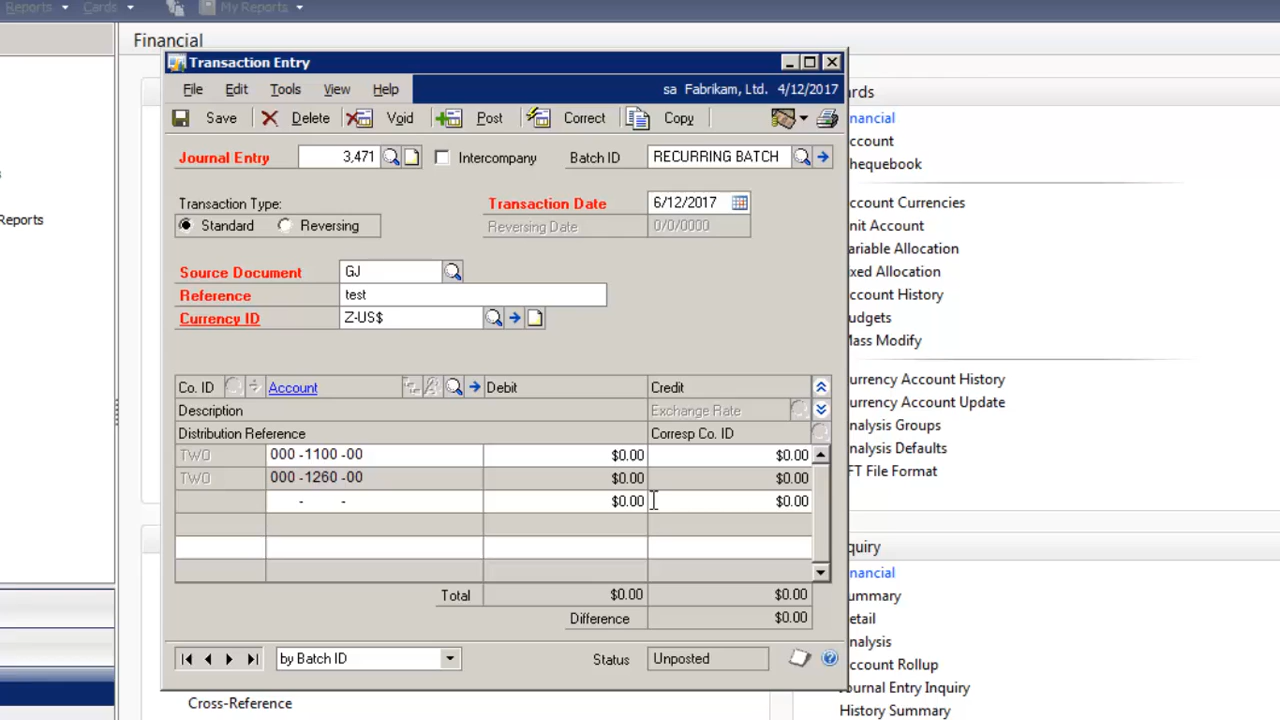 Reports
Cards
My Reports
Financial
Transaction Entry
File Edit Tools View Help
sa Fabrikam, Ltd. 4/12/2017
Save Delete Void Post Correct Copy
Journal Entry 3,471 Intercompany Batch ID RECURRING BATCH
Transaction Type:
Transaction Date 6/12/2017
Standard Reversing
Reversing Date 0/0/0000
Source Document GJ
Reference test
Currency ID Z-US$
Co. ID Account Debit Credit
Description Exchange Rate
Distribution Reference Corresp Co. ID
TWO 000 -1100 -00 $0.00 $0.00
TWO 000 -1260 -00 $0.00 $0.00
- - $0.00 $0.00
Total $0.00 $0.00
Difference $0.00
by Batch ID Status Unposted
Reports
Cross-Reference
ards
nancial
ccount
hequebook
ccount Currencies
nit Account
ariable Allocation
xed Allocation
ccount History
udgets
Mass Modify
urrency Account History
urrency Account Update
nalysis Groups
nalysis Defaults
FT File Format
quiry
nancial
ummary
etail
nalysis
ccount Rollup
ournal Entry Inquiry
History Summary